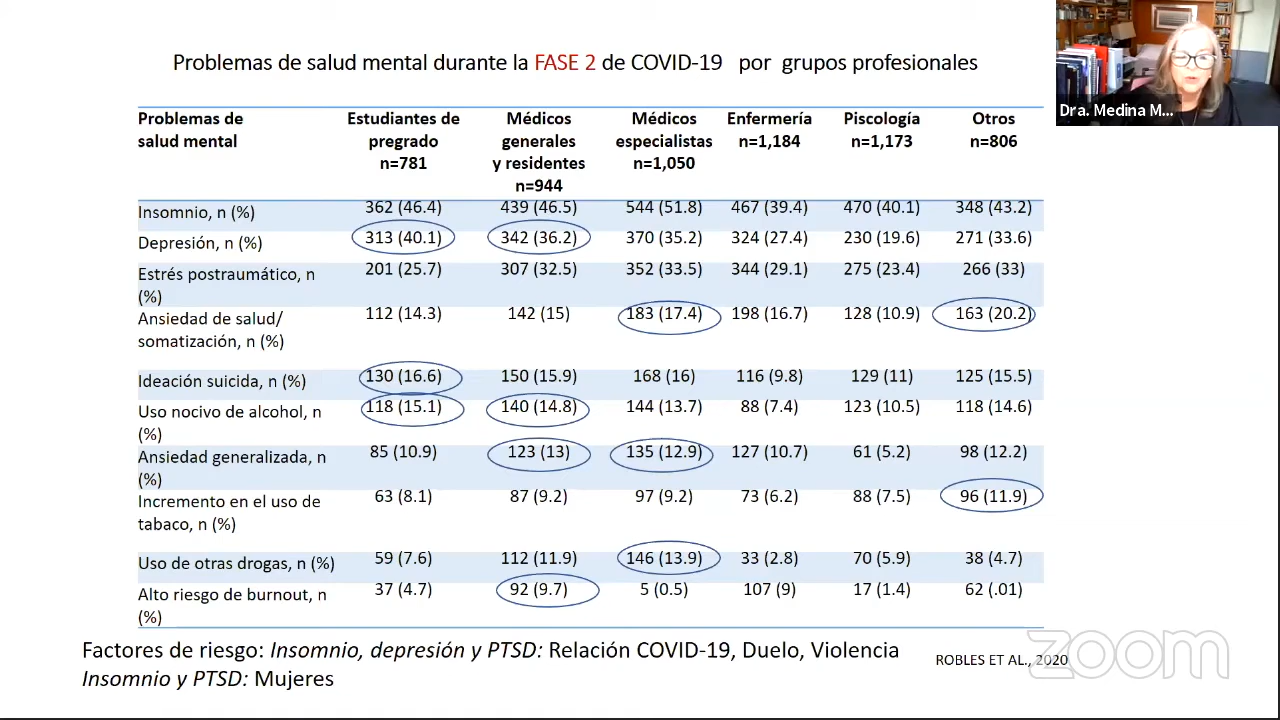 Problemas de salud mental durante la FASE 2 de COVID-19 por grupos profesionales
Dra. Medina M...
Problemas de salud mental
Estudiantes de pregrado n=781
Médicos generales y residentes n=944
Médicos especialistas n=1,050
Enfermería n=1,184
Piscología n=1,173
Otros n=806
Insomnio, n (%) 362 (46.4) 439 (46.5) 544 (51.8) 467 (39.4) 470 (40.1) 348 (43.2)
Depresión, n (%) 313 (40.1) 342 (36.2) 370 (35.2) 324 (27.4) 230 (19.6) 271 (33.6)
Estrés postraumático, n (%) 201 (25.7) 307 (32.5) 352 (33.5) 344 (29.1) 275 (23.4) 266 (33)
Ansiedad de salud/ somatización, n (%) 112 (14.3) 142 (15) 183 (17.4) 198 (16.7) 128 (10.9) 163 (20.2)
Ideación suicida, n (%) 130 (16.6) 150 (15.9) 168 (16) 116 (9.8) 129 (11) 125 (15.5)
Uso nocivo de alcohol, n (%) 118 (15.1) 140 (14.8) 144 (13.7) 88 (7.4) 123 (10.5) 118 (14.6)
Ansiedad generalizada, n (%) 85 (10.9) 123 (13) 135 (12.9) 127 (10.7) 61 (5.2) 98 (12.2)
Incremento en el uso de tabaco, n (%) 63 (8.1) 87 (9.2) 97 (9.2) 73 (6.2) 88 (7.5) 96 (11.9)
Uso de otras drogas, n (%) 59 (7.6) 112 (11.9) 146 (13.9) 33 (2.8) 70 (5.9) 38 (4.7)
Alto riesgo de burnout, n (%) 37 (4.7) 92 (9.7) 5 (0.5) 107 (9) 17 (1.4) 62 (.01)
Factores de riesgo: Insomnio, depresión y PTSD: Relación COVID-19, Duelo, Violencia
Insomnio y PTSD: Mujeres
ROBLES ET AL., 2020
zoom